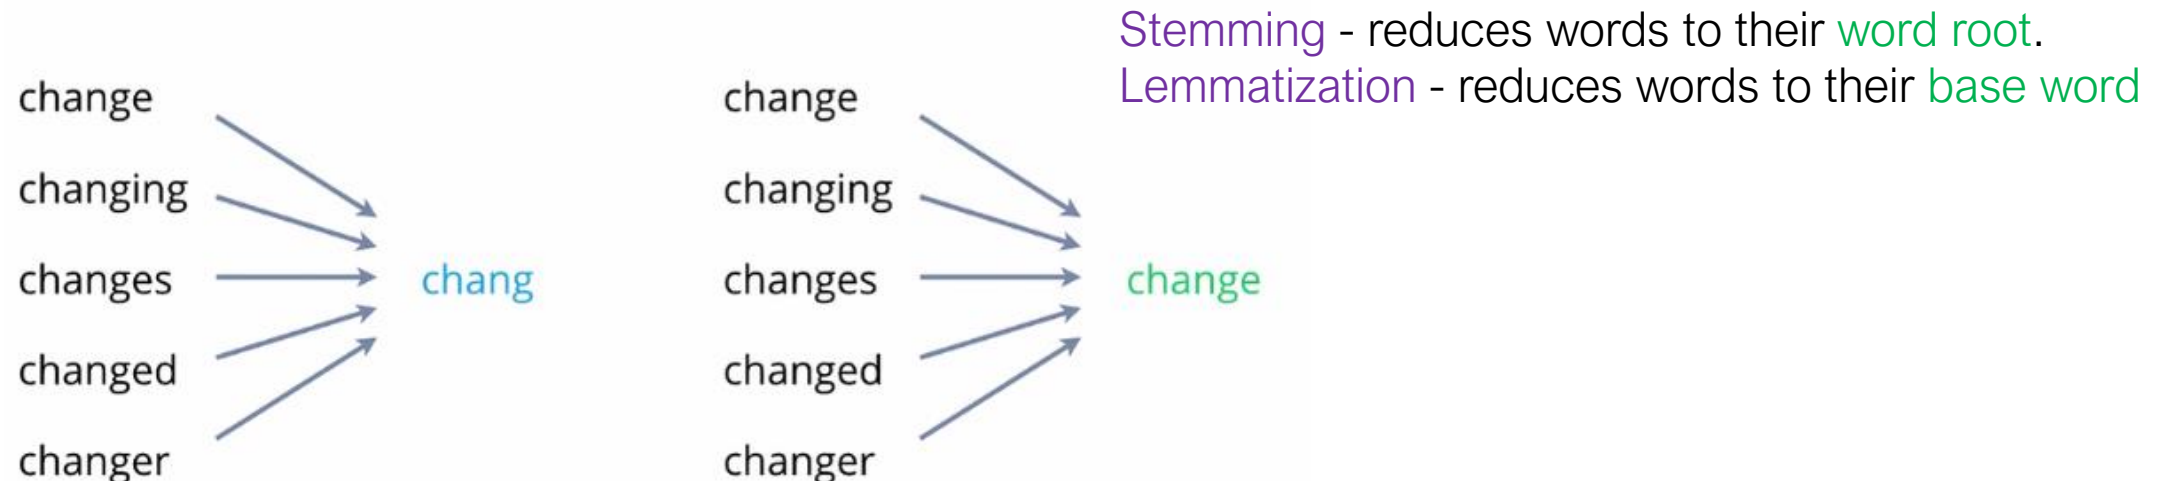 Stemming - reduces words to their word root.
Lemmatization - reduces words to their base word
change
changing
changes
changed
changer
chang
change
changing
changes
changed
changer
change